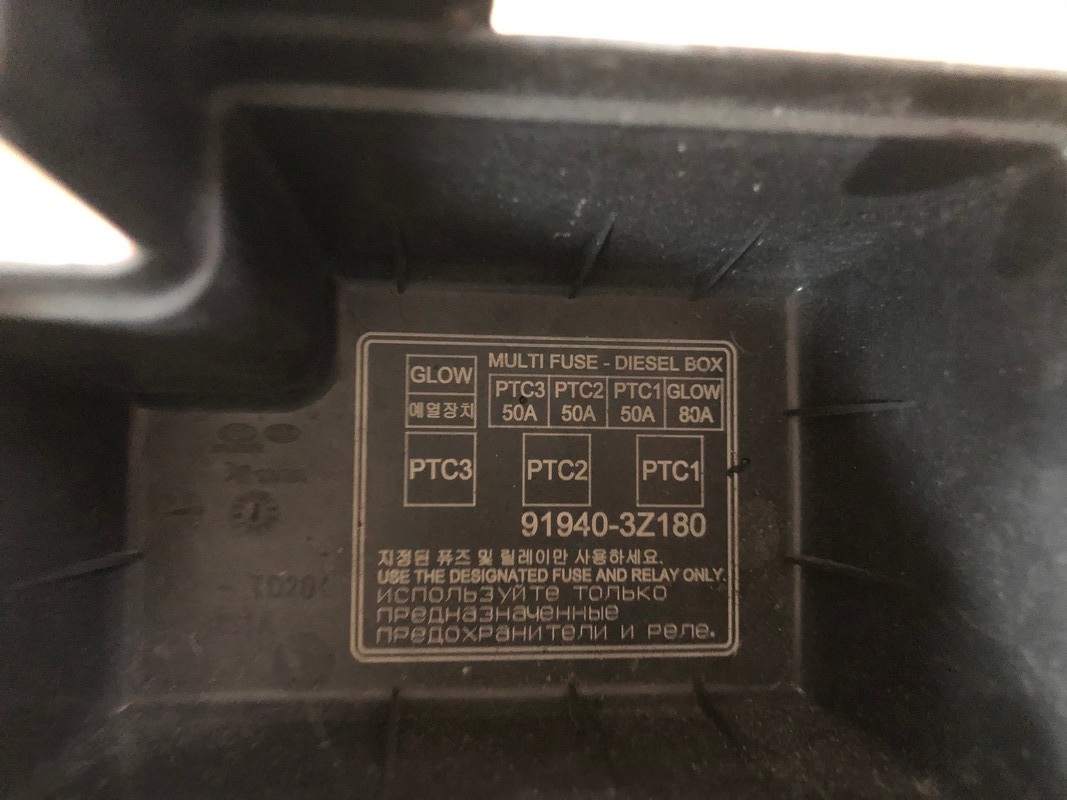 MULTI FUSE - DIESEL BOX
GLOW
예열장치
PTC3 PTC2 PTC1 GLOW
50A 50A 50A 80A
PTC3 PTC2 PTC1
91940-3Z180
지정된 퓨즈 및 릴레이만 사용하세요.
USE THE DESIGNATED FUSE AND RELAY ONLY.
используйте только
предназначенные
предохранители и реле.